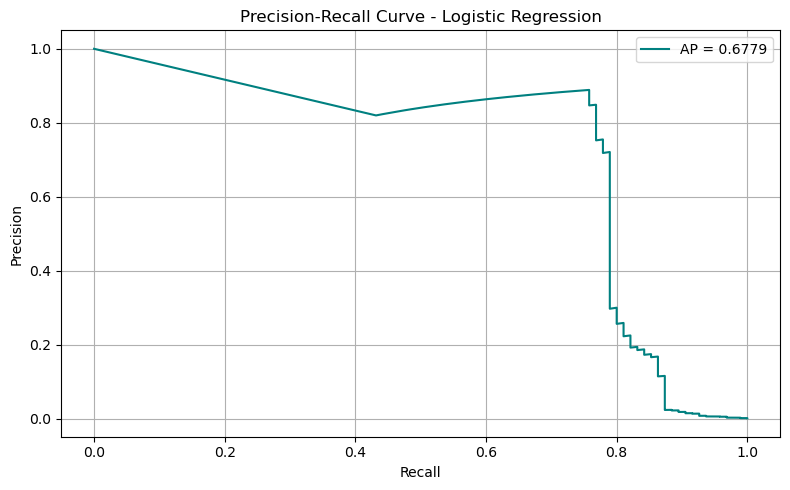 Precision-Recall Curve - Logistic Regression
AP = 0.6779
Precision
1.0
0.8
0.6
0.4
0.2
0.0
0.0 0.2 0.4 0.6 0.8 1.0
Recall